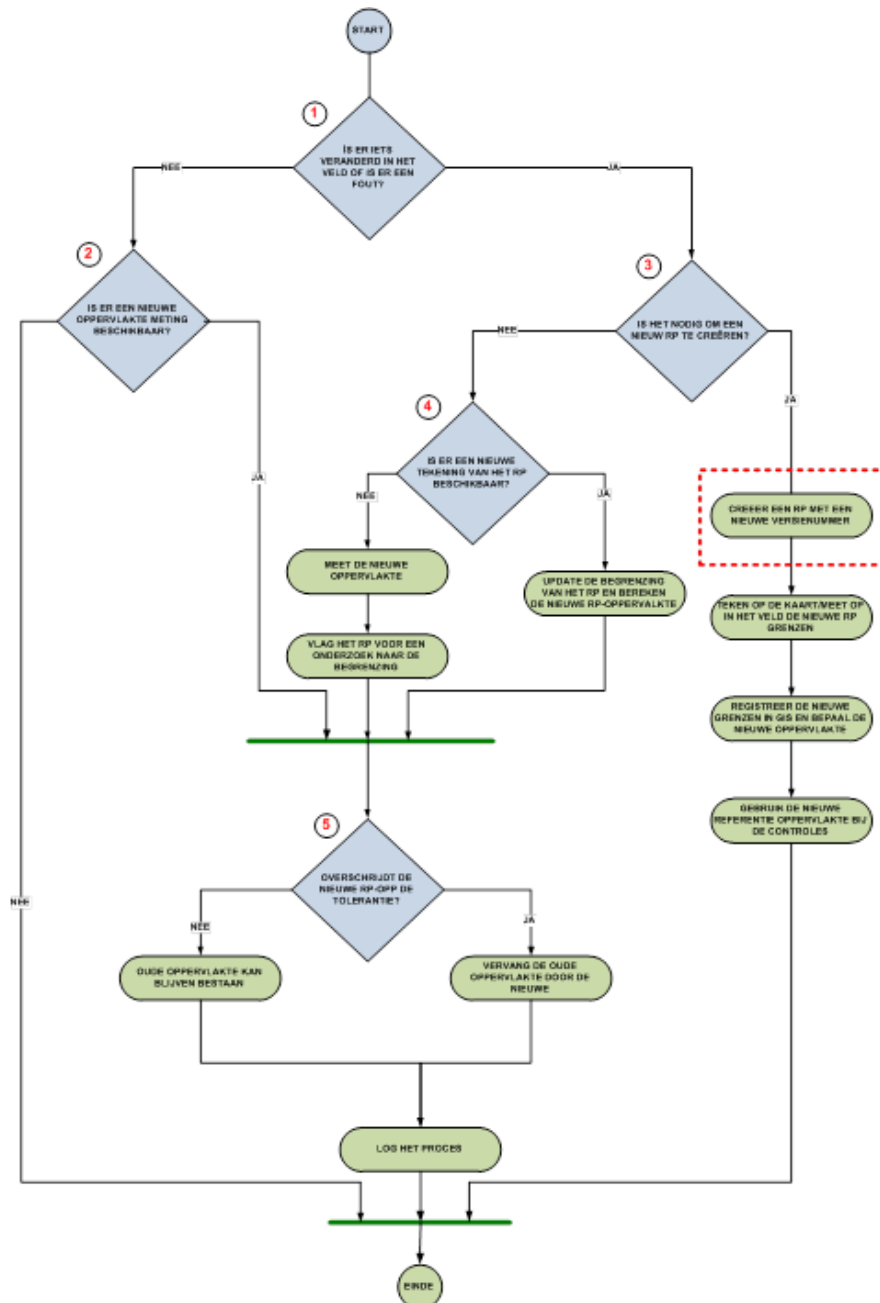 START
1
İS ER IETS
VERANDERD IN HET
VELD OF IS ER EEN
FOUT?
NEE
JA
2
IS ER EEN NIEUWE
OPPERVLAKTE METING
BESCHIKBAAR?
3
IS HET NODIG OM EEN
NIEUW RP TE CREËREN?
NEE
JA
4
IS ER EEN NIEUWE
TEKENING VAN HET RP
BESCHIKBAAR?
JA
NEE
JA
CREEER EEN RP MET EEN
NIEUWE VERSIENUMMER
MEET DE NIEUWE
OPPERVLAKTE
UPDATE DE BEGRENZING
VAN HET RP EN BEREKEN
DE NIEUWE RP-OPPERVALKTE
TEKEN OP DE KAART/MEET OP
IN HET VELD DE NIEUWE RP
GRENZEN
VLAG HET RP VOOR EEN
ONDERZOEK NAAR DE
BEGRENZING
REGISTREER DE NIEUWE
GRENZEN IN GIS EN BEPAAL DE
NIEUWE OPPERVLAKTE
GEBRUIK DE NIEUWE
REFERENTIE OPPERVLAKTE BIJ
DE CONTROLES
5
OVERSCHRIJDT DE
NIEUWE RP-OPP DE
TOLERANTIE?
NEE
NEE
JA
OUDE OPPERVLAKTE KAN
BLIJVEN BESTAAN
VERVANG DE OUDE
OPPERVLAKTE DOOR DE
NIEUWE
LOG HET PROCES
EINDE